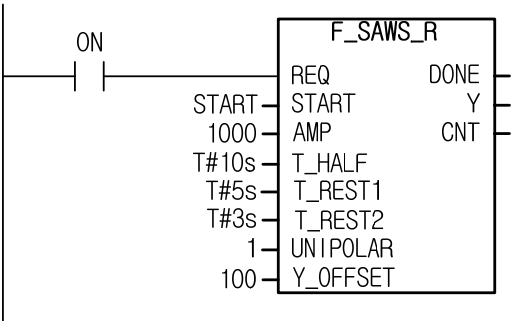 F_SAWS_R
ON
REQ DONE
START START Y
1000 AMP CNT
T#10s T_HALF
T#5s T_REST1
T#3s T_REST2
1 UNIPOLAR
100 Y_OFFSET